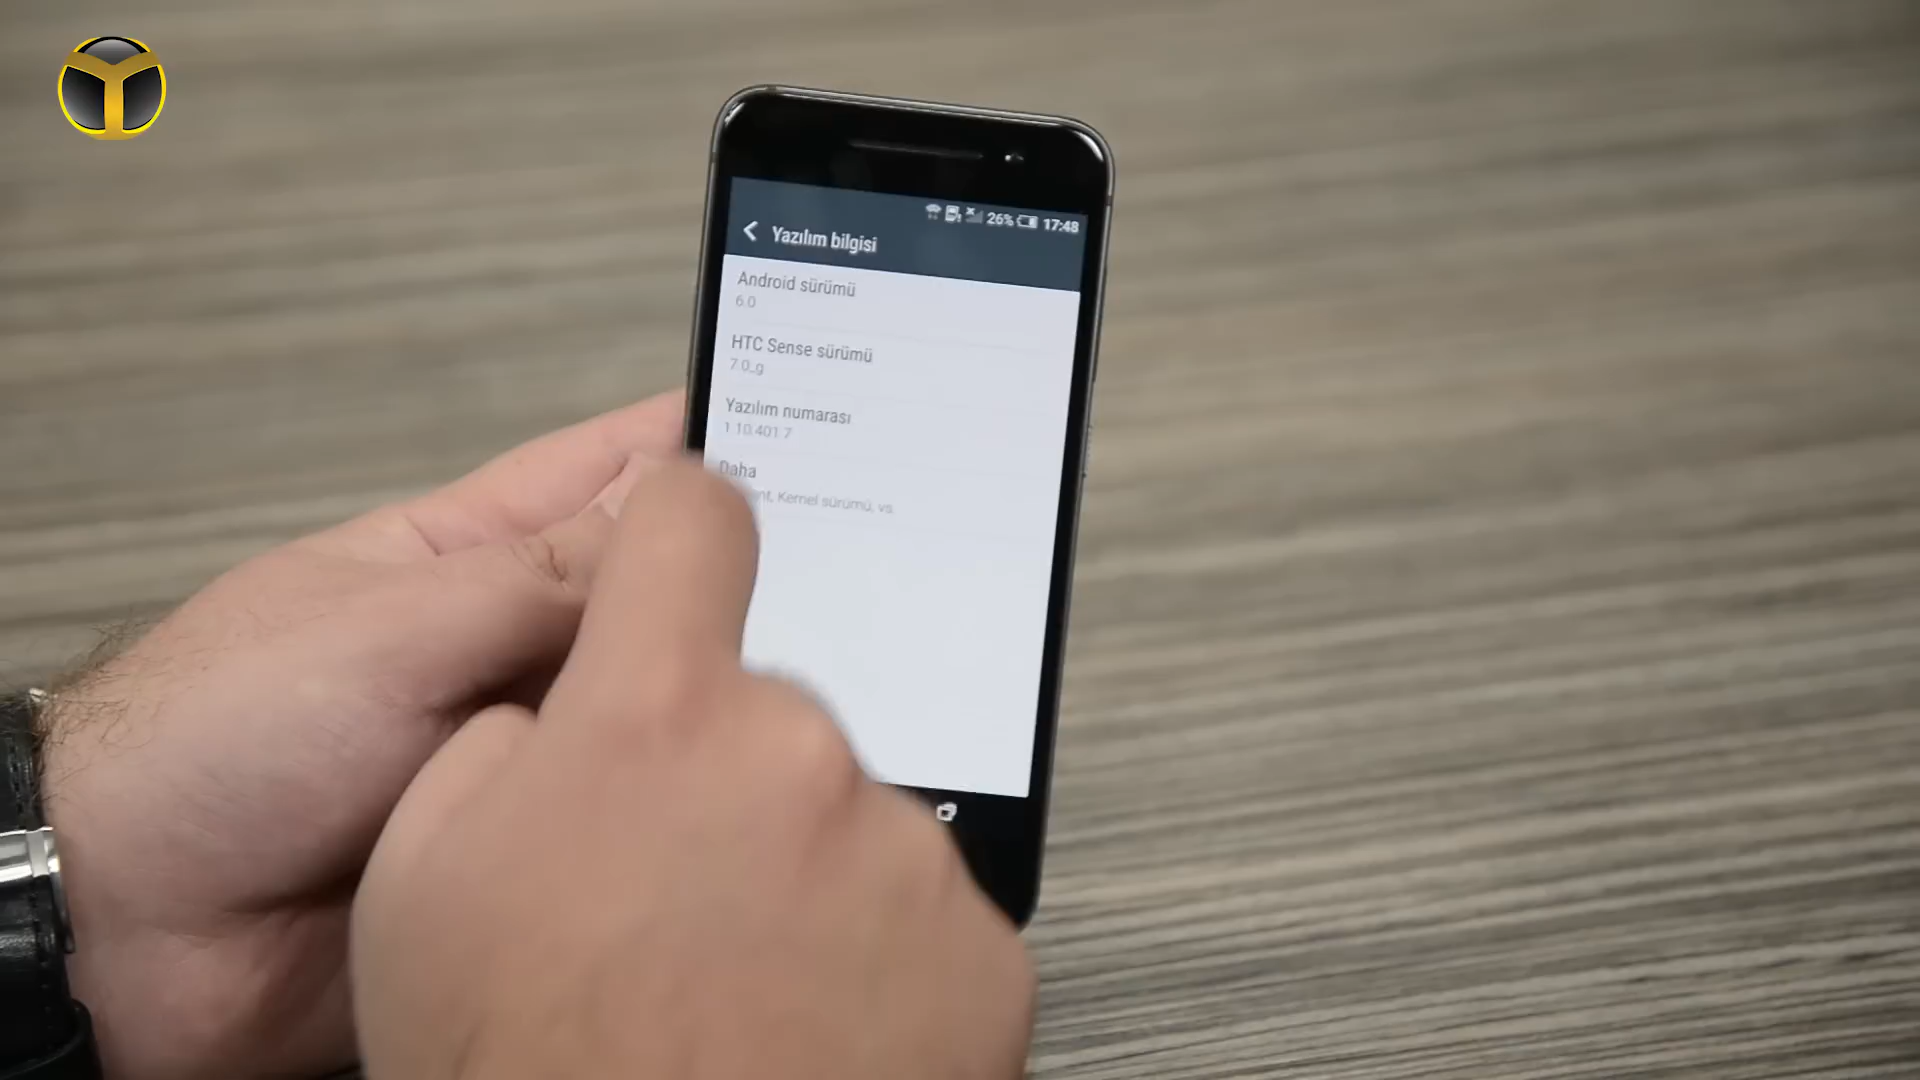 26% 17:48
Yazılım bilgisi
Android sürümü
6.0
HTC Sense sürümü
7.0_g
Yazılım numarası
1.10.401.7
Daha
Kernel sürümü, vs